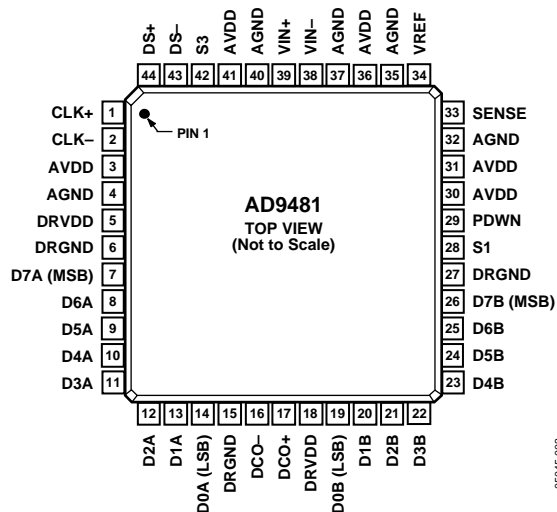 DS+
DS–
S3
AVDD
AGND
VIN+
VIN–
AGND
AVDD
AGND
VREF
44 43 42 41 40 39 38 37 36 35 34
CLK+ 1
CLK– 2
AVDD 3
AGND 4
DRVDD 5
DRGND 6
D7A (MSB) 7
D6A 8
D5A 9
D4A 10
D3A 11
PIN 1
AD9481
TOP VIEW
(Not to Scale)
33 SENSE
32 AGND
31 AVDD
30 AVDD
29 PDWN
28 S1
27 DRGND
26 D7B (MSB)
25 D6B
24 D5B
23 D4B
12 13 14 15 16 17 18 19 20 21 22
D2A
D1A
D0A (LSB)
DRGND
DCO–
DCO+
DRVDD
D0B (LSB)
D1B
D2B
D3B